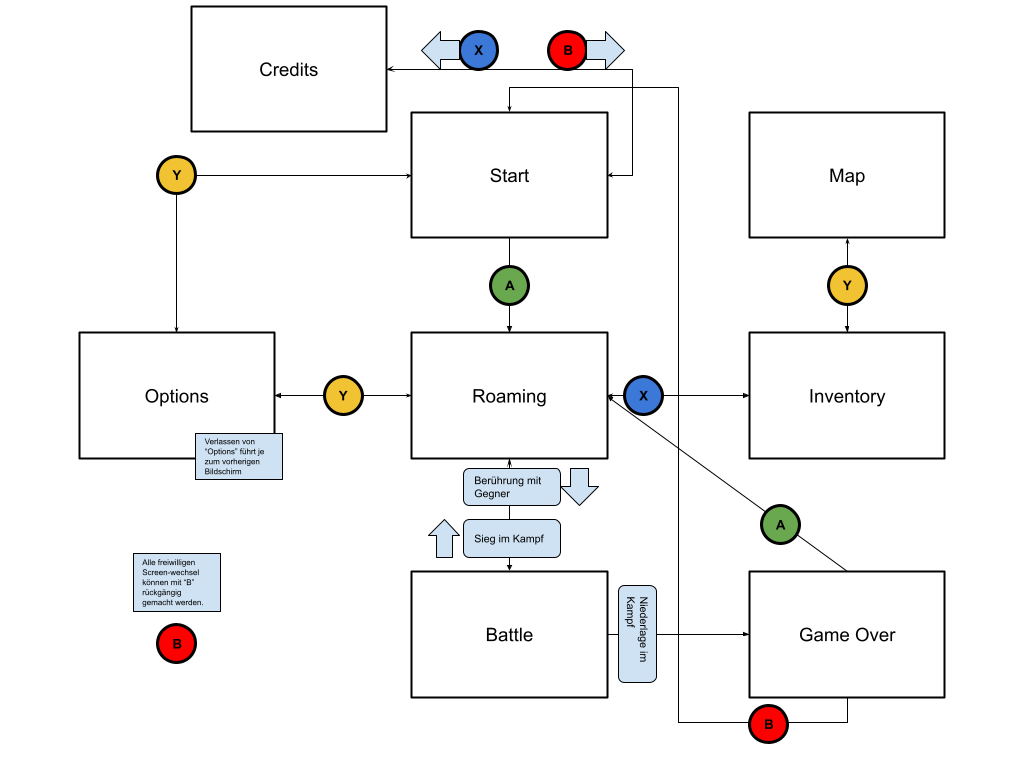 Credits
X
B
Y
Start
Map
A
Y
Options
Y
Roaming
X
Inventory
Verlassen von
"Options" führt je
zum vorherigen
Bildschirm
Berührung mit
Gegner
Sieg im Kampf
A
Alle freiwilligen
Screen-wechsel
können mit "B"
rückgängig
gemacht werden.
B
Battle
Niederlage im
Kampf
Game Over
B